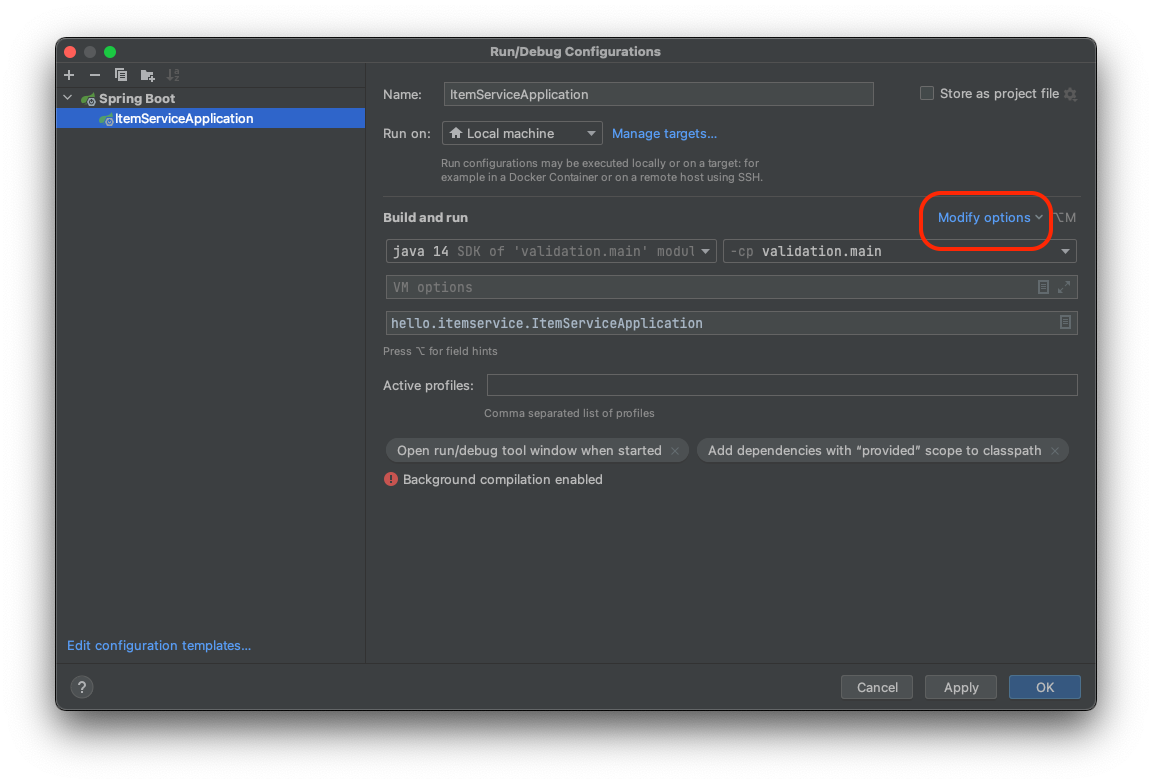 Run/Debug Configurations
Spring Boot
ItemServiceApplication
Name: ItemServiceApplication
Store as project file
Run on: Local machine Manage targets...
Run configurations may be executed locally or on a target: for
example in a Docker Container or on a remote host using SSH.
Build and run
Modify options ⌥M
java 14 SDK of 'validation.main' modul
-cp validation.main
VM options
hello.itemservice.ItemServiceApplication
Press ⌥ for field hints
Active profiles:
Comma separated list of profiles
Open run/debug tool window when started ×
Add dependencies with “provided” scope to classpath ×
Background compilation enabled
Edit configuration templates...
?
Cancel
Apply
OK